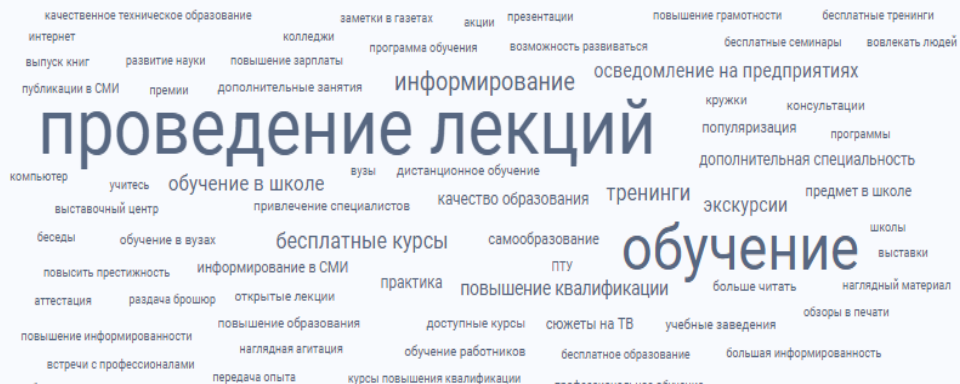 качественное техническое образование
заметки в газетах
акции
презентации
повышение грамотности
бесплатные тренинги
интернет
колледжи
программа обучения
возможность развиваться
бесплатные семинары
вовлекать людей
выпуск книг
развитие науки
повышение зарплаты
информирование
осведомление на предприятиях
публикации в СМИ
премии
дополнительные занятия
кружки
консультации
проведение лекций
популяризация
программы
дополнительная специальность
компьютер
учитесь
обучение в школе
вузы
дистанционное обучение
качество образования
тренинги
экскурсии
предмет в школе
выставочный центр
привлечение специалистов
беседы
обучение в вузах
бесплатные курсы
самообразование
обучение
школы
выставки
повысить престижность
информирование в СМИ
ПТУ
практика
повышение квалификации
больше читать
наглядный материал
аттестация
раздача брошюр
открытые лекции
обзоры в печати
повышение информированности
повышение образования
доступные курсы
сюжеты на ТВ
учебные заведения
наглядная агитация
обучение работников
бесплатное образование
большая информированность
встречи с профессионалами
передача опыта
курсы повышения квалификации